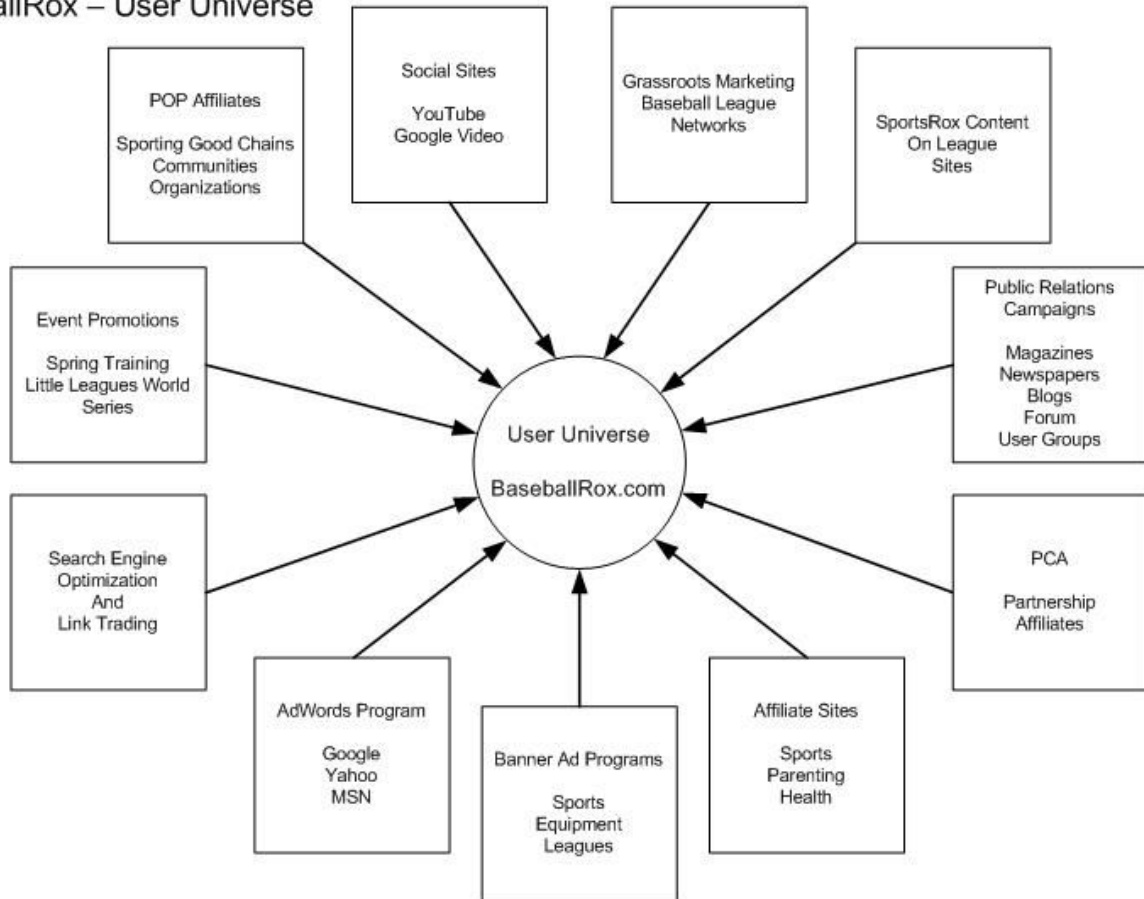 allRox – User Universe
POP Affiliates
Sporting Good Chains
Communities
Organizations
Social Sites
YouTube
Google Video
Grassroots Marketing
Baseball League
Networks
SportsRox Content
On League
Sites
Event Promotions
Spring Training
Little Leagues World
Series
User Universe
BaseballRox.com
Public Relations
Campaigns
Magazines
Newspapers
Blogs
Forum
User Groups
Search Engine
Optimization
And
Link Trading
PCA
Partnership
Affiliates
AdWords Program
Google
Yahoo
MSN
Banner Ad Programs
Sports
Equipment
Leagues
Affiliate Sites
Sports
Parenting
Health